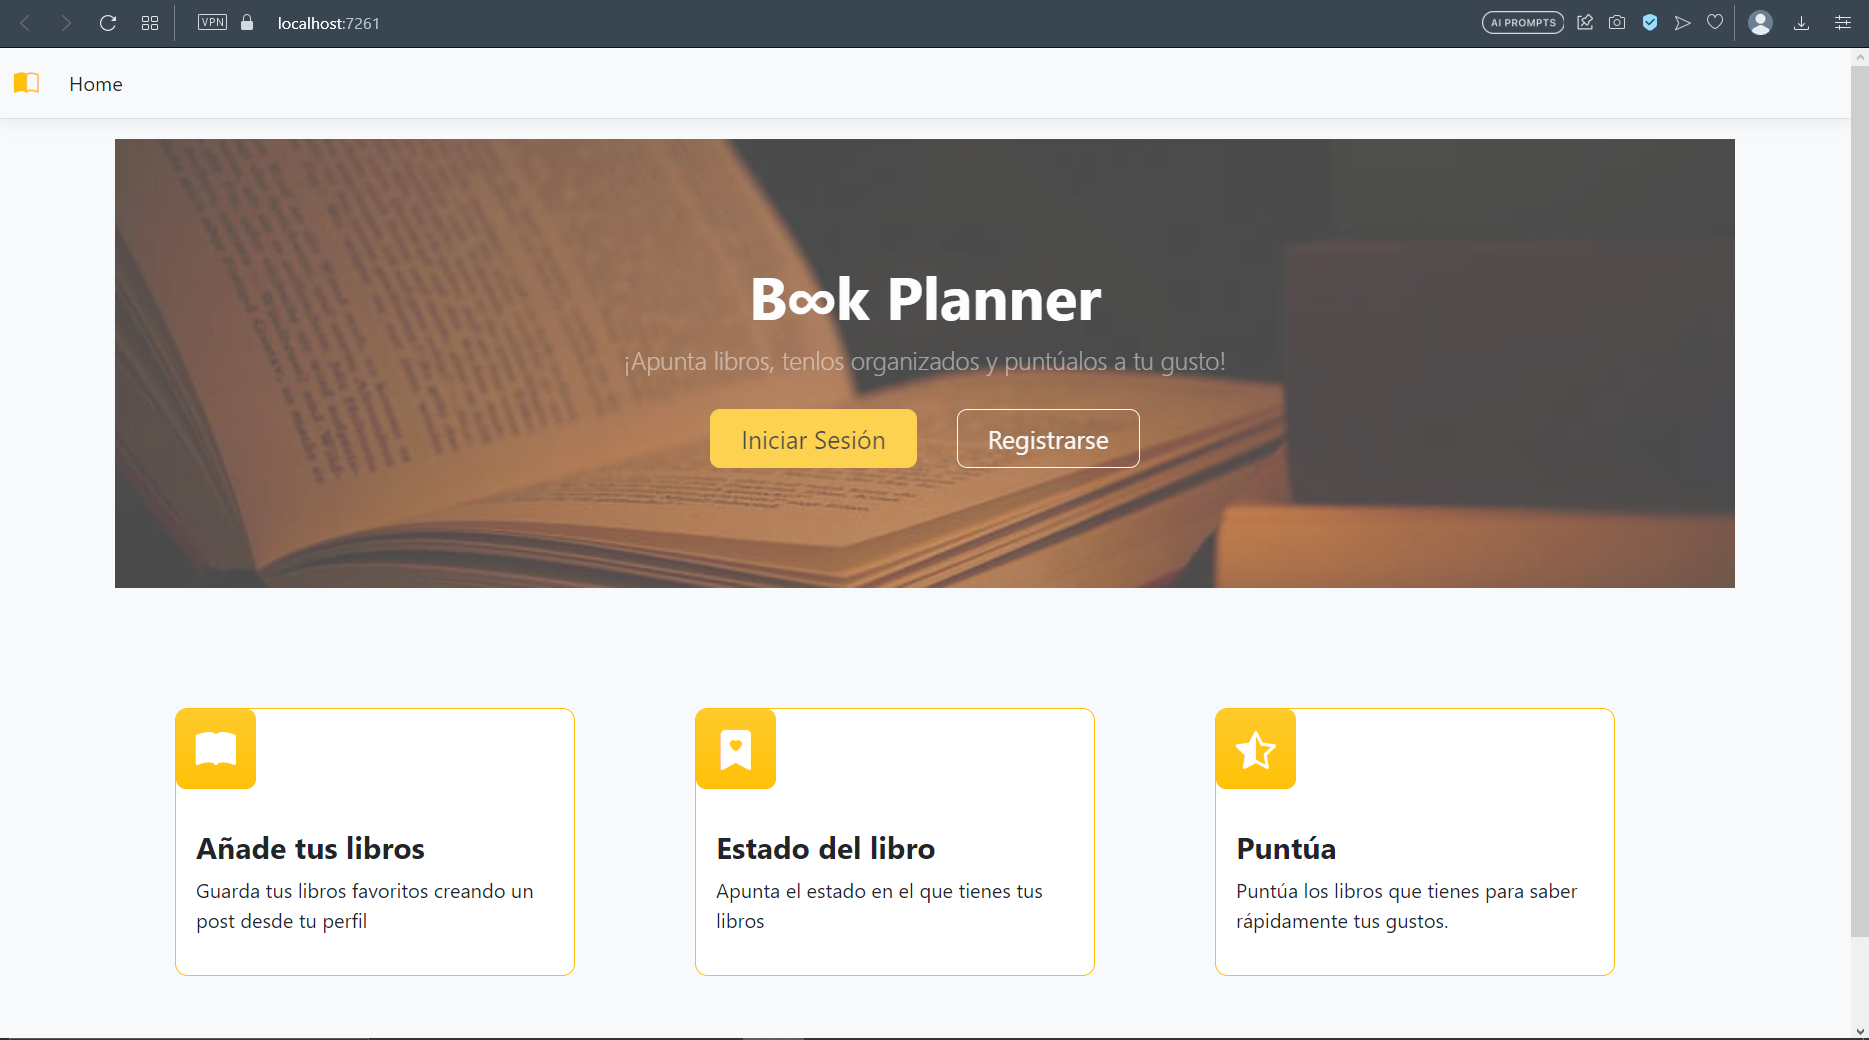 VPN
localhost:7261
AI PROMPTS
Home
B∞k Planner
¡Apunta libros, tenlos organizados y puntúalos a tu gusto!
Iniciar Sesión
Registrarse
Añade tus libros
Guarda tus libros favoritos creando un
post desde tu perfil
Estado del libro
Apunta el estado en el que tienes tus
libros
Puntúa
Puntúa los libros que tienes para saber
rápidamente tus gustos.